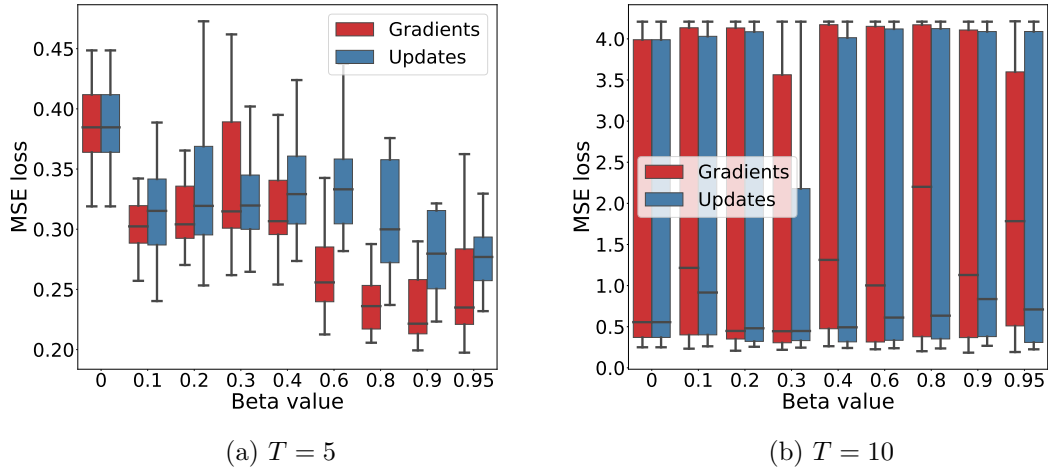 Gradients
Updates
MSE loss
0.45
0.40
0.35
0.30
0.25
0.20
0 0.1 0.2 0.3 0.4 0.6 0.8 0.9 0.95
Beta value
(a) T = 5
Gradients
Updates
MSE loss
4.0
3.5
3.0
2.5
2.0
1.5
1.0
0.5
0.0
0 0.1 0.2 0.3 0.4 0.6 0.8 0.9 0.95
Beta value
(b) T = 10